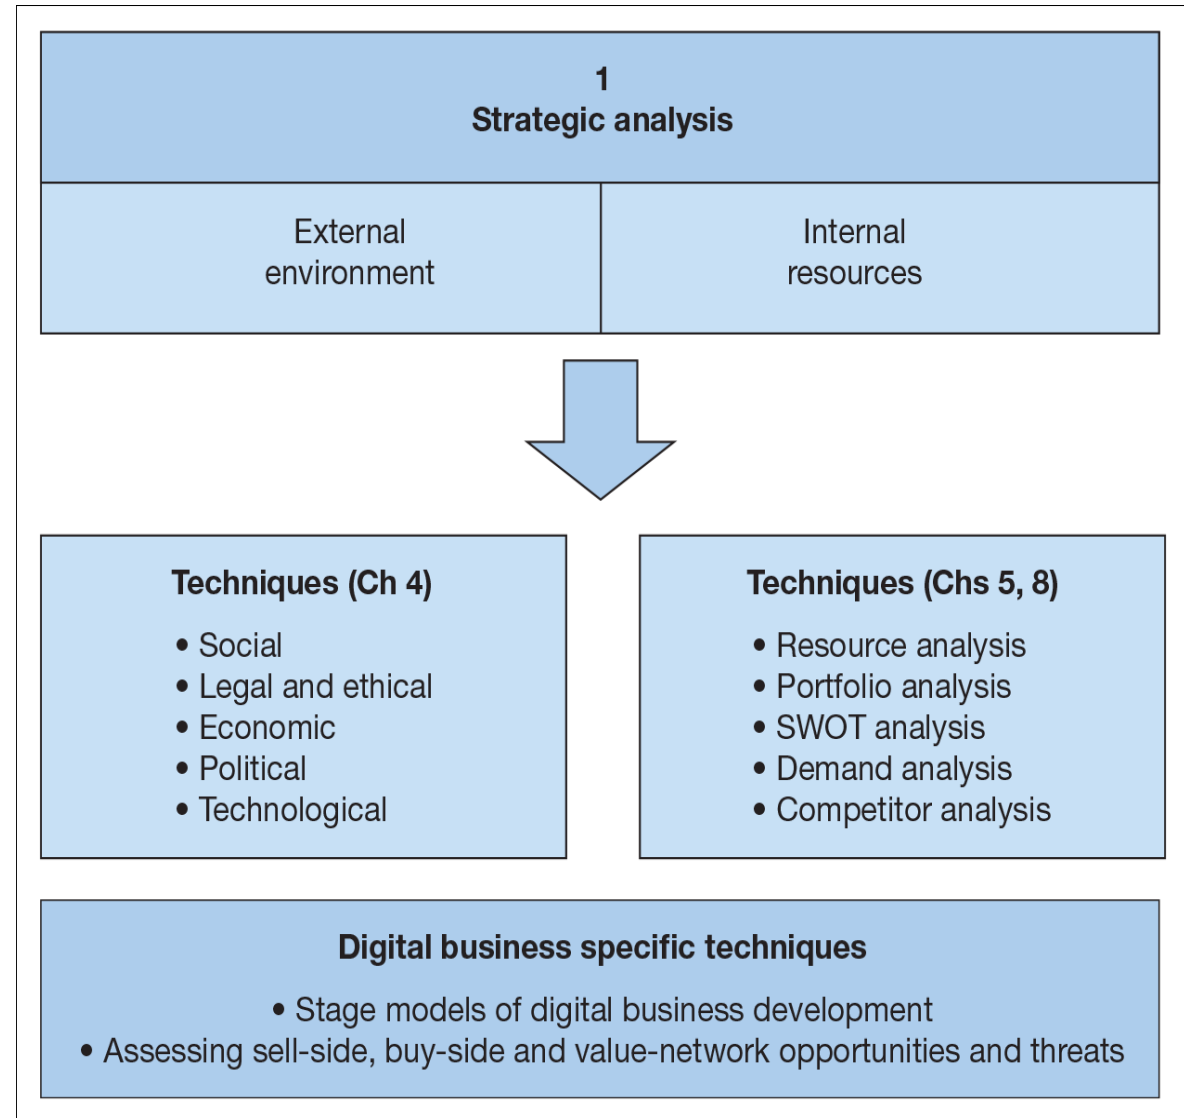 1
Strategic analysis
External
environment
Internal
resources
Techniques (Ch 4)
• Social
• Legal and ethical
• Economic
• Political
• Technological
Techniques (Chs 5, 8)
• Resource analysis
• Portfolio analysis
• SWOT analysis
• Demand analysis
• Competitor analysis
Digital business specific techniques
• Stage models of digital business development
• Assessing sell-side, buy-side and value-network opportunities and threats